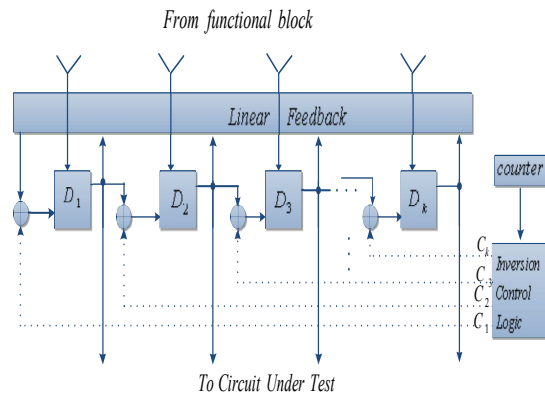 From functional block
Linear Feedback
D1
D2
D3
Dk
counter
Ck
C3
C2
C1
Inversion
Control
Logic
To Circuit Under Test